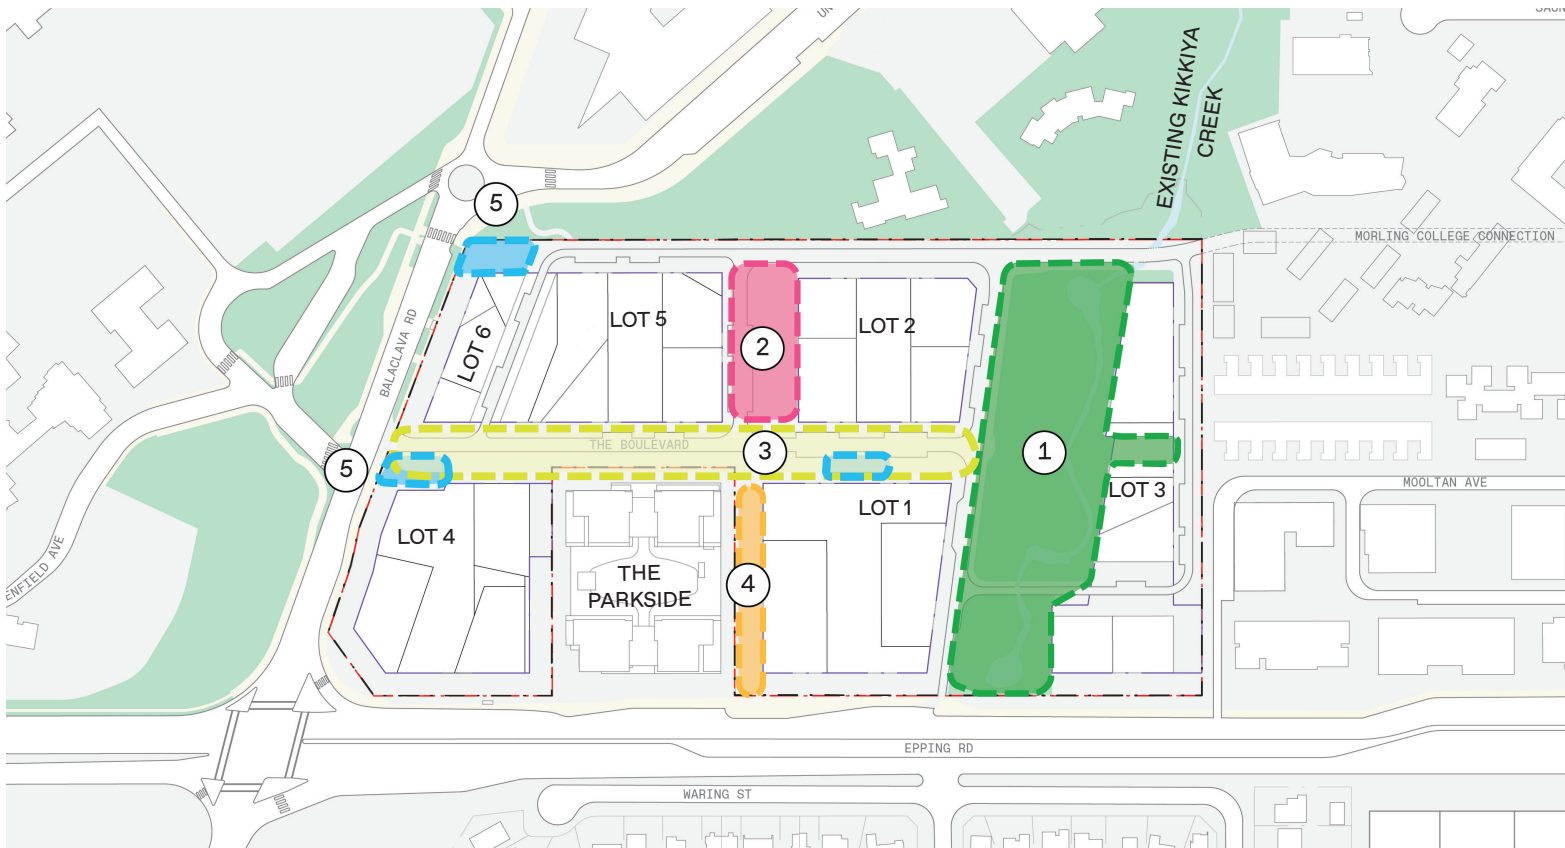 EXISTING KIKKIYA
CREEK
5
MORLING COLLEGE CONNECTION
BALACLAVA RD
LOT 6
LOT 5
2
LOT 2
THE BOULEVARD
3
1
5
LOT 4
THE
PARKSIDE
4
LOT 1
LOT 3
MOOLTAN AVE
ENFIELD AVE
EPPING RD
WARING ST